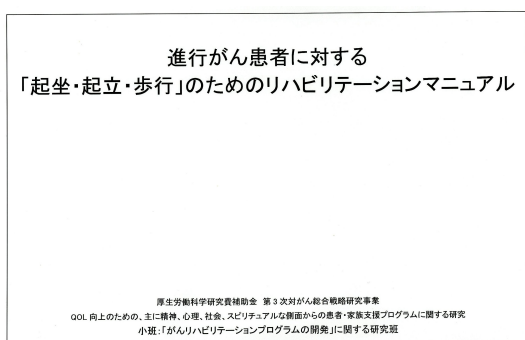 進行がん患者に対する
「起坐・起立・歩行」のためのリハビリテーションマニュアル
厚生労働科学研究費補助金 第3次対がん総合戦略研究事業
QOL向上のための、主に精神、心理、社会、スピリチュアルな側面からの患者・家族支援プログラムに関する研究
小班:「がんリハビリテーションプログラムの開発」に関する研究班